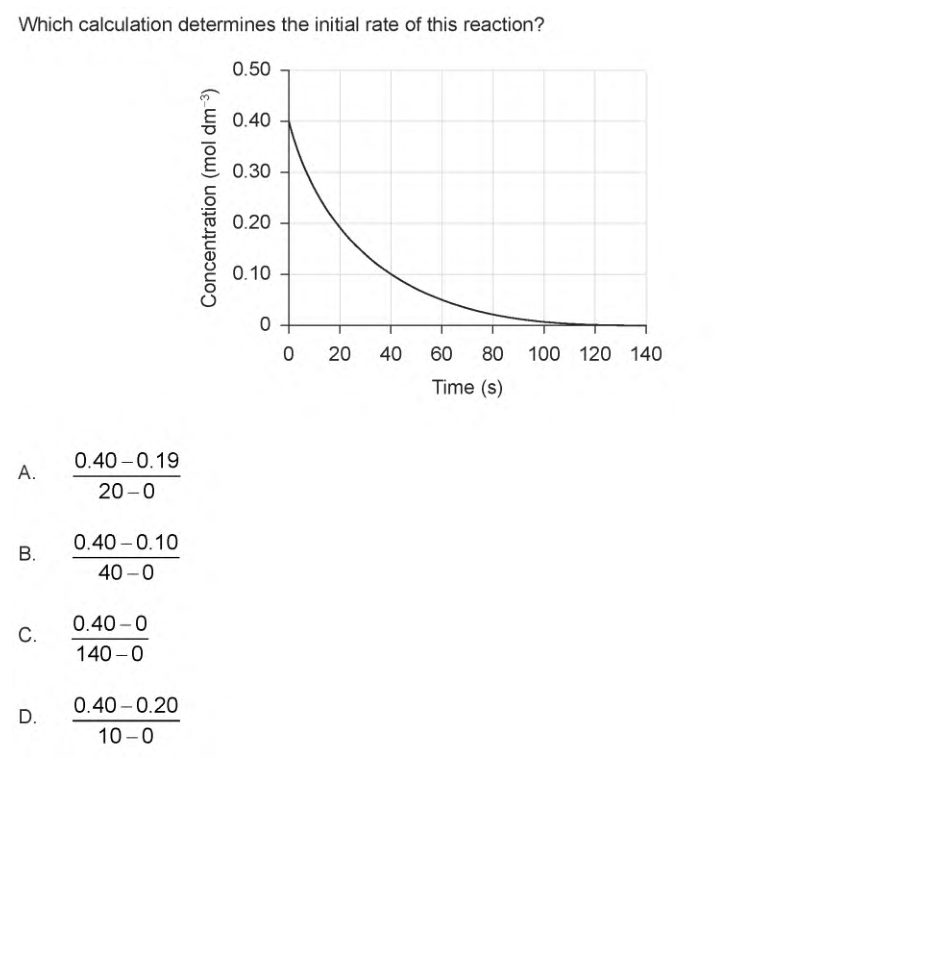 Which calculation determines the initial rate of this reaction?
0.50
0.40
0.30
0.20
0.10
0
Concentration (mol dm⁻³)
0 20 40 60 80 100 120 140
Time (s)
A. 0.40 – 0.19
20 – 0
B. 0.40 – 0.10
40 – 0
C. 0.40 – 0
140 – 0
D. 0.40 – 0.20
10 – 0